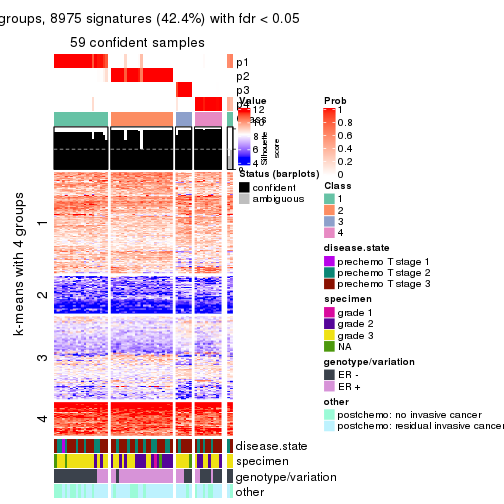 groups, 8975 signatures (42.4%) with fdr < 0.05
59 confident samples
p1
p2
p3
p4
k-means with 4 groups
1
2
3
4
Value
12
10
8
6
4
Silhouette
score
Status (barplots)
confident
ambiguous
Prob
1
0.8
0.6
0.4
0.2
0
Class
1
2
3
4
disease.state
prechemo T stage 1
prechemo T stage 2
prechemo T stage 3
specimen
grade 1
grade 2
grade 3
NA
genotype/variation
ER -
ER +
other
postchemo: no invasive cancer
postchemo: residual invasive cancer
disease.state
specimen
genotype/variation
other